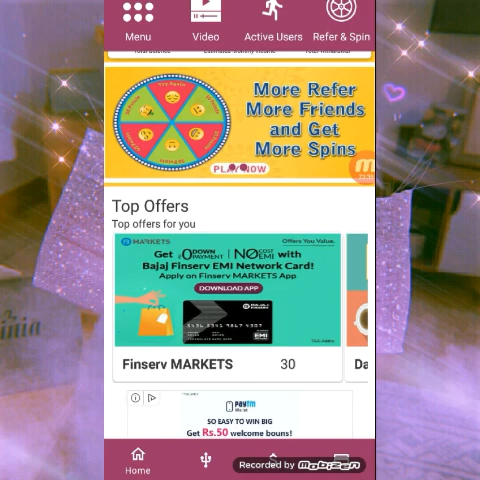 Menu
Video
Active Users
Refer & Spin
More Refer
More Friends
and Get
More Spins
PLAY NOW
Top Offers
Top offers for you
MARKETS
Offers You Value.
Get ₹0 DOWN PAYMENT | NO COST EMI with
Bajaj Finserv EMI Network Card!
Apply on Finserv MARKETS App
DOWNLOAD APP
EMI
Finserv MARKETS
30
Da
paytm
SO EASY TO WIN BIG
Get Rs.50 welcome bouns!
Home
Recorded by mobizen